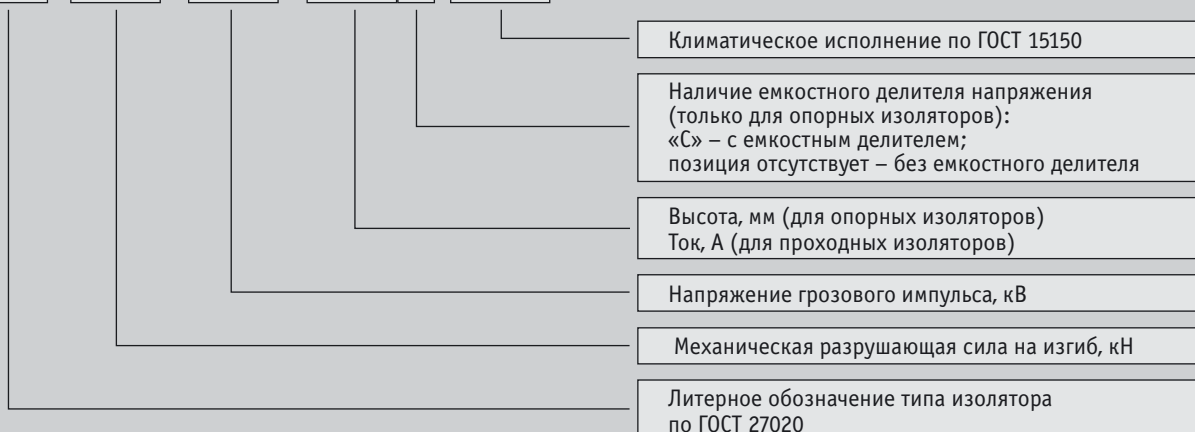 Климатическое исполнение по ГОСТ 15150
Наличие емкостного делителя напряжения
(только для опорных изоляторов):
«С» – с емкостным делителем;
позиция отсутствует – без емкостного делителя
Высота, мм (для опорных изоляторов)
Ток, А (для проходных изоляторов)
Напряжение грозового импульса, кВ
Механическая разрушающая сила на изгиб, кН
Литерное обозначение типа изолятора
по ГОСТ 27020